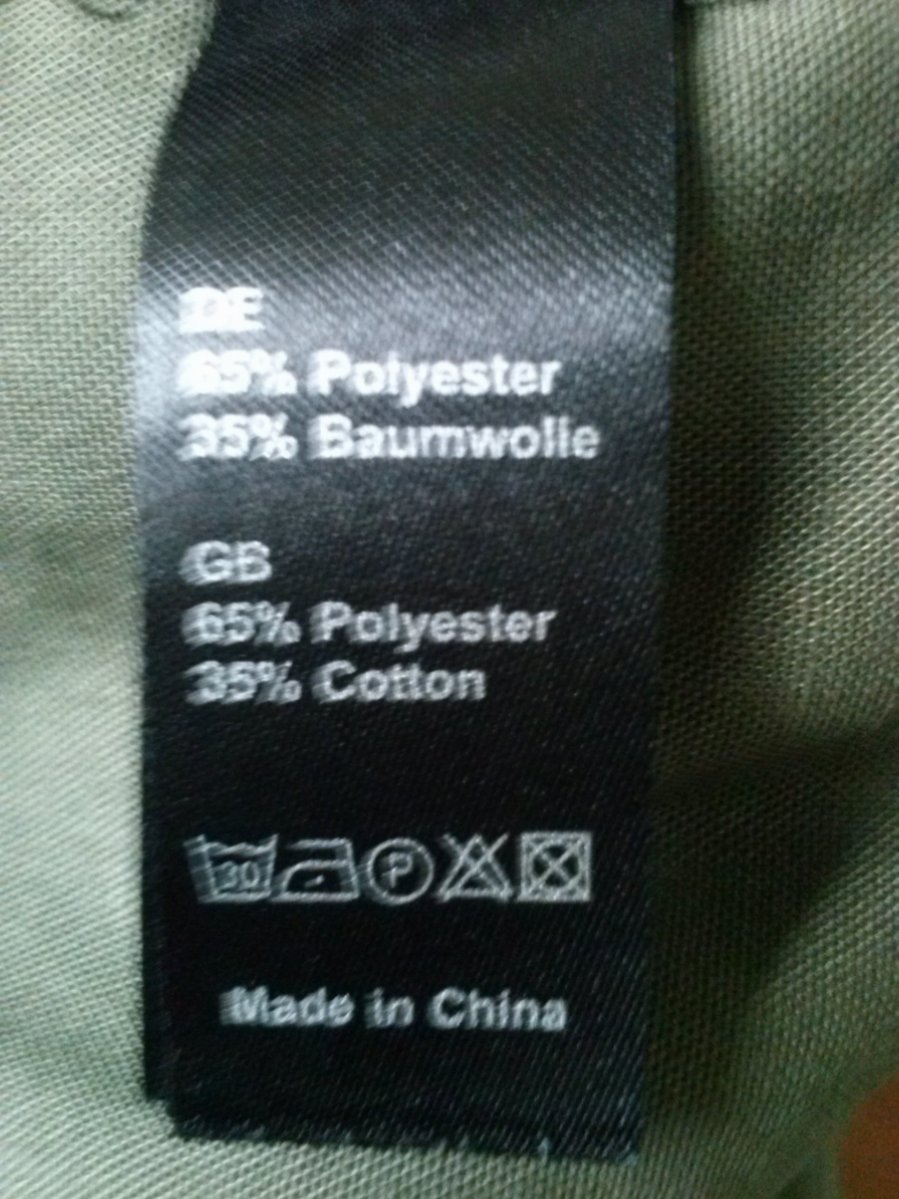 DE
65% Polyester
35% Baumwolle
GB
65% Polyester
35% Cotton
30 P
Made in China